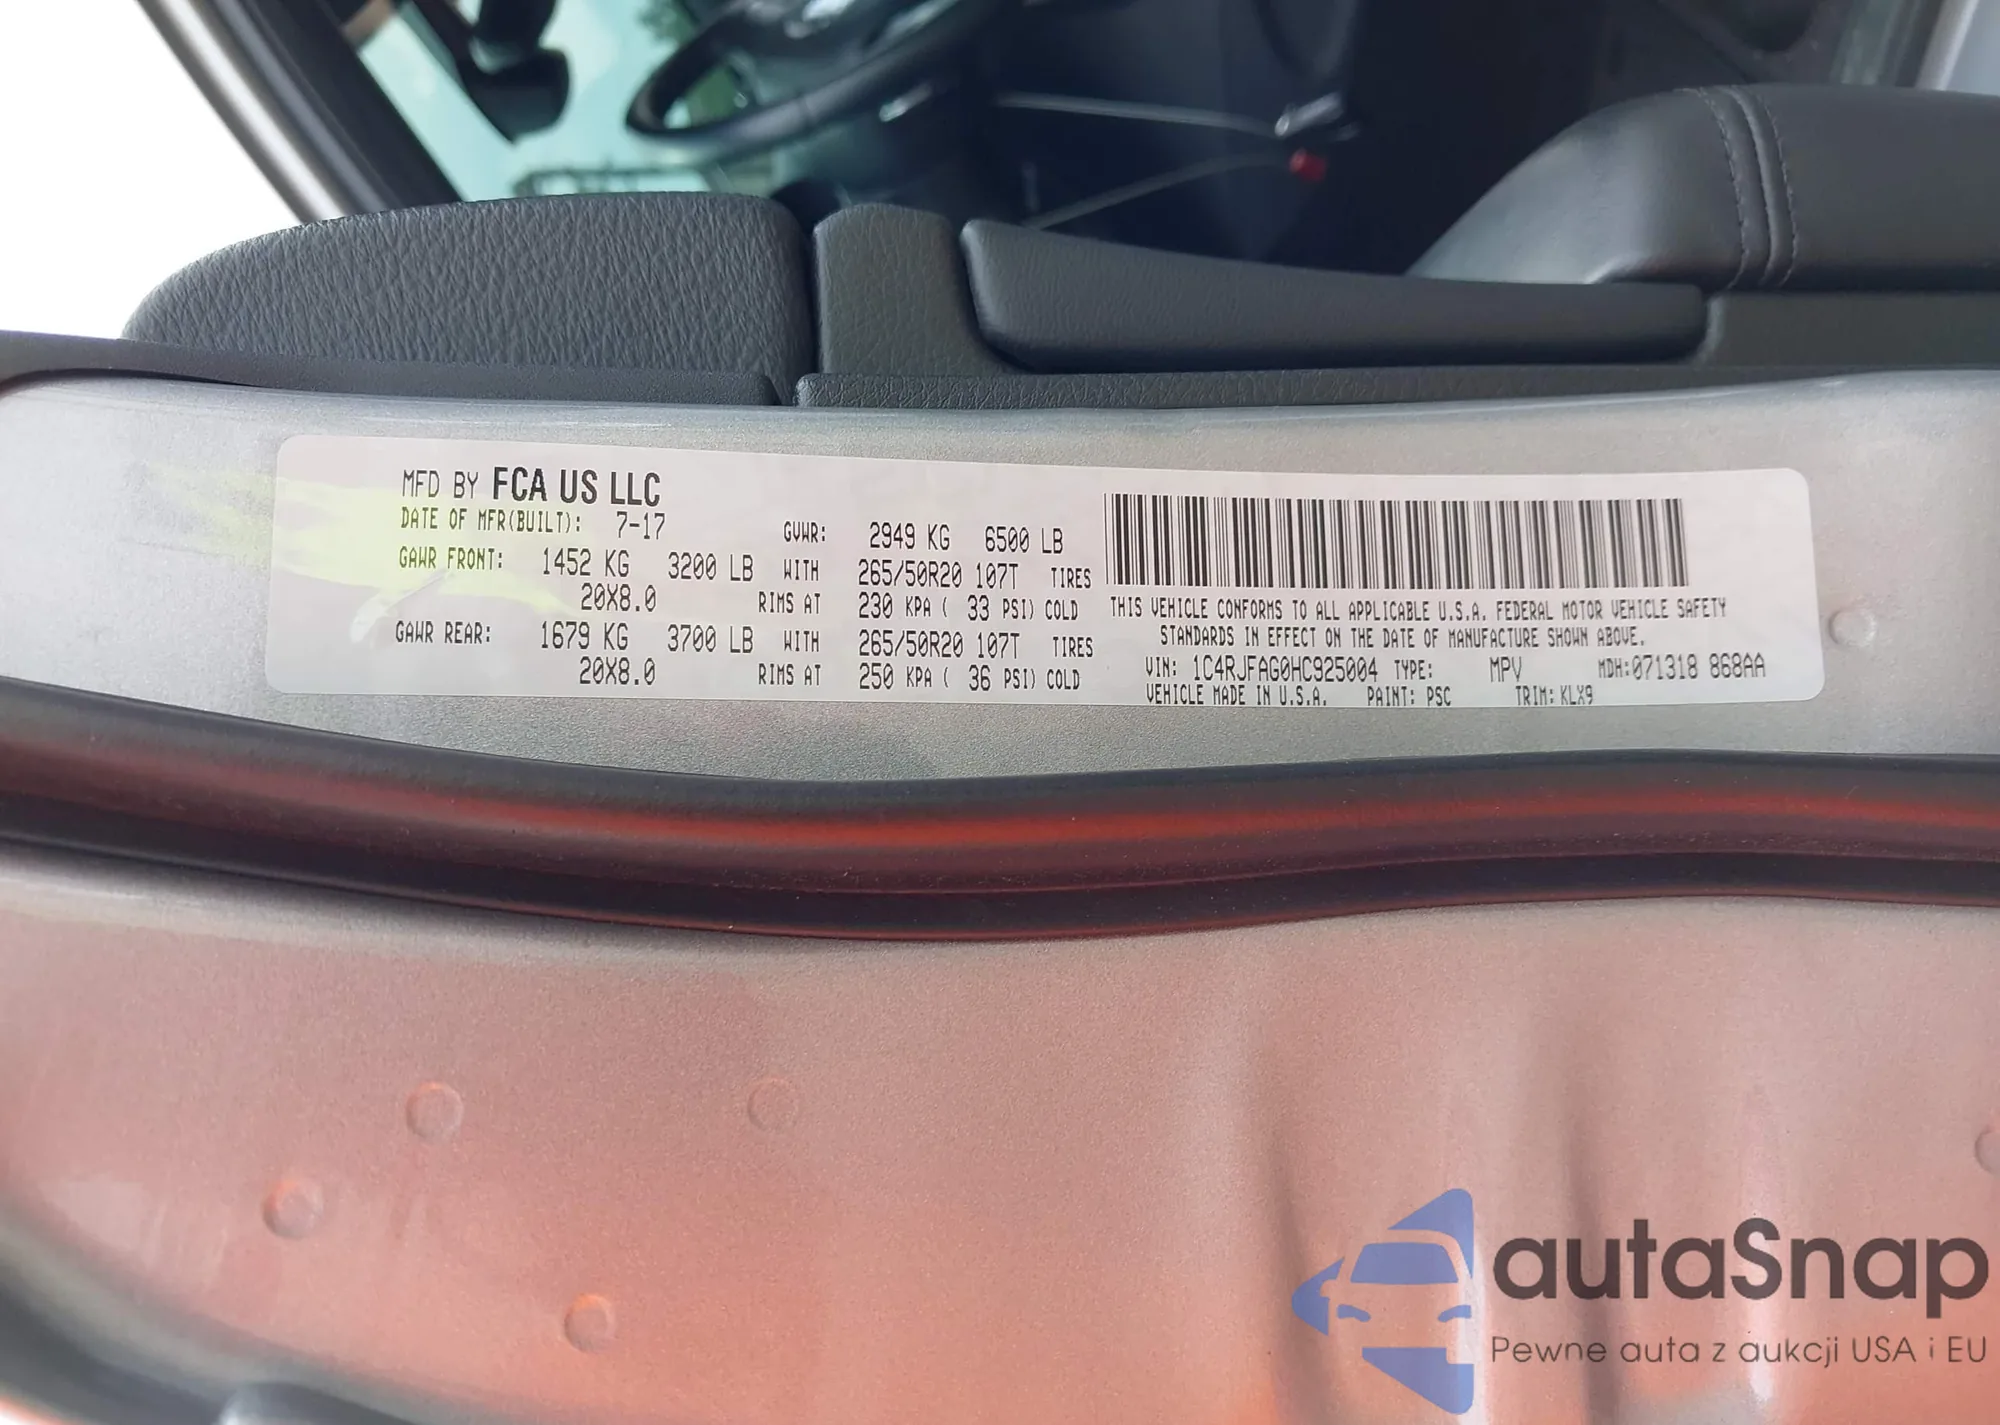 MFD BY FCA US LLC
DATE OF MFR(BUILT): 7-17 GVWR: 2949 KG 6500 LB
GAWR FRONT: 1452 KG 3200 LB WITH 265/50R20 107T TIRES
20X8.0 RIMS AT 230 KPA ( 33 PSI) COLD
GAWR REAR: 1679 KG 3700 LB WITH 265/50R20 107T TIRES
20X8.0 RIMS AT 250 KPA ( 36 PSI) COLD
THIS VEHICLE CONFORMS TO ALL APPLICABLE U.S.A. FEDERAL MOTOR VEHICLE SAFETY
STANDARDS IN EFFECT ON THE DATE OF MANUFACTURE SHOWN ABOVE.
VIN: 1C4RJFAG0HC925004 TYPE: MPV MDH:071318 868AA
VEHICLE MADE IN U.S.A. PAINT: PSC TRIM: KLX9
autaSnap
Pewne auta z aukcji USA i EU